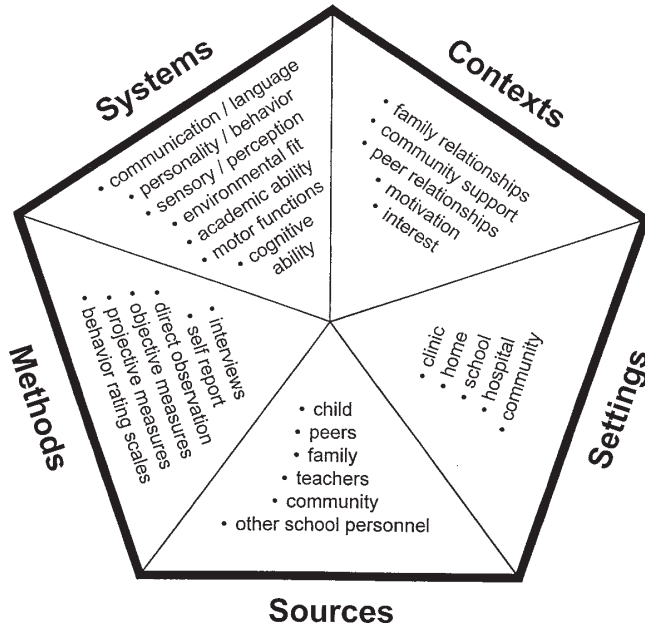 Systems
• communication / language
• personality / behavior
• sensory / perception
• environmental fit
• academic ability
• motor functions
• cognitive
ability
Contexts
• family relationships
• community support
• peer relationships
• motivation
• interest
Methods
• interviews
• self report
• direct observation
• objective measures
• projective measures
• behavior rating scales
Settings
• clinic
• home
• school
• hospital
• community
• child
• peers
• family
• teachers
• community
• other school personnel
Sources